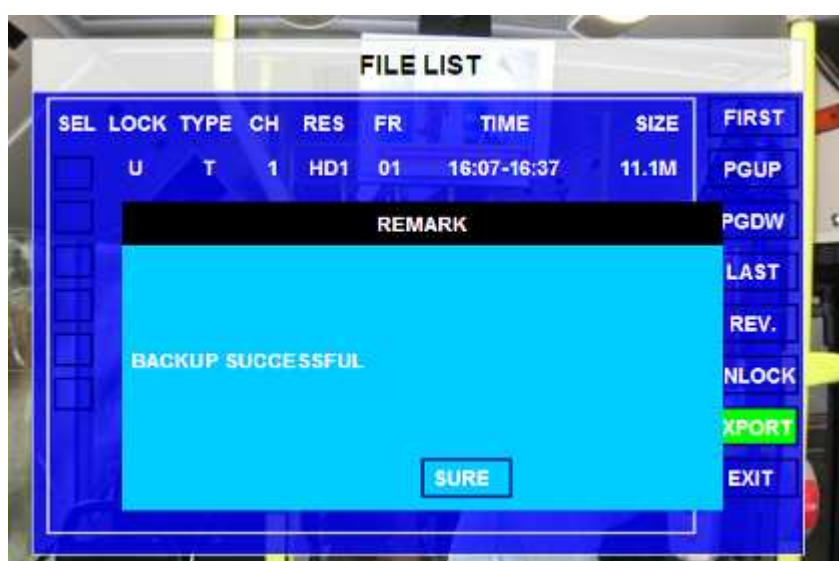 FILE LIST
SEL LOCK TYPE CH RES FR TIME SIZE FIRST
U T 1 HD1 01 16:07-16:37 11.1M PGUP
REMARK PGDW
LAST
REV.
BACKUP SUCCESSFUL
NLOCK
XPORT
SURE EXIT